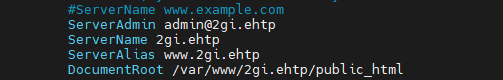 #ServerName www.example.com
ServerAdmin admin@2gi.ehtp
ServerName 2gi.ehtp
ServerAlias www.2gi.ehtp
DocumentRoot /var/www/2gi.ehtp/public_html